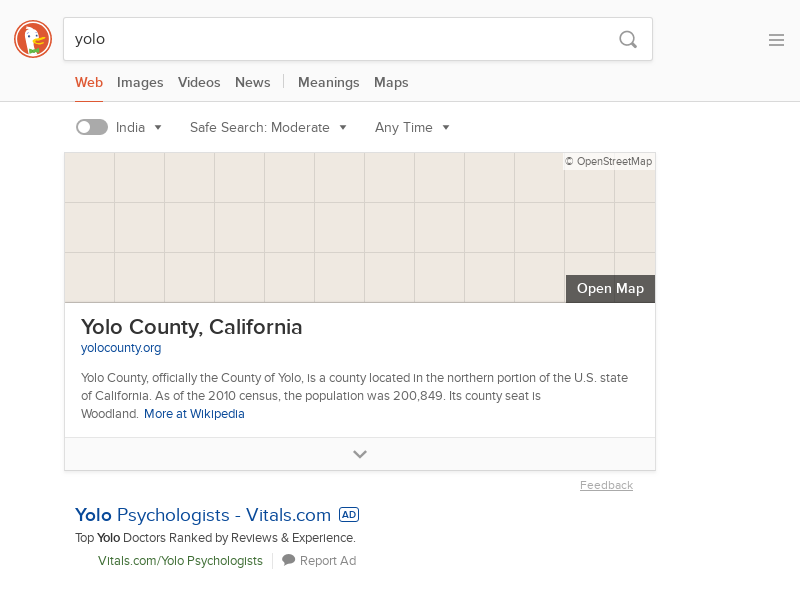 yolo
Web Images Videos News Meanings Maps
India Safe Search: Moderate Any Time
© OpenStreetMap
Open Map
Yolo County, California
yolocounty.org
Yolo County, officially the County of Yolo, is a county located in the northern portion of the U.S. state
of California. As of the 2010 census, the population was 200,849. Its county seat is
Woodland. More at Wikipedia
Feedback
Yolo Psychologists - Vitals.com AD
Top Yolo Doctors Ranked by Reviews & Experience.
Vitals.com/Yolo Psychologists Report Ad